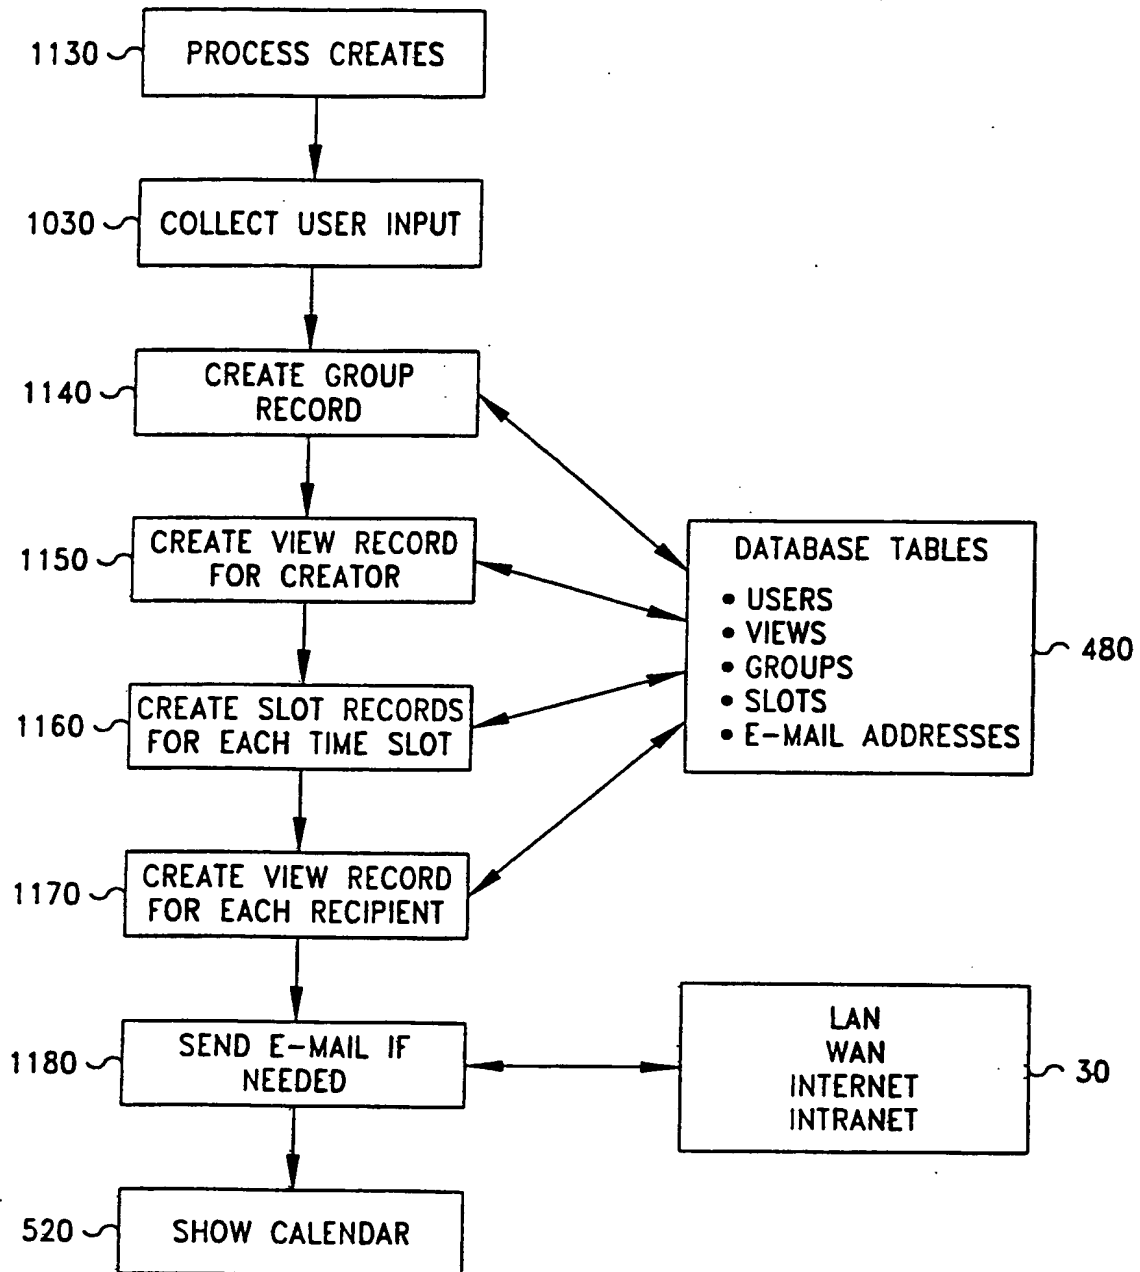 1130
PROCESS CREATES
1030
COLLECT USER INPUT
1140
CREATE GROUP
RECORD
1150
CREATE VIEW RECORD
FOR CREATOR
1160
CREATE SLOT RECORDS
FOR EACH TIME SLOT
1170
CREATE VIEW RECORD
FOR EACH RECIPIENT
DATABASE TABLES
• USERS
• VIEWS
• GROUPS
• SLOTS
• E-MAIL ADDRESSES
480
1180
SEND E-MAIL IF
NEEDED
LAN
WAN
INTERNET
INTRANET
30
520
SHOW CALENDAR